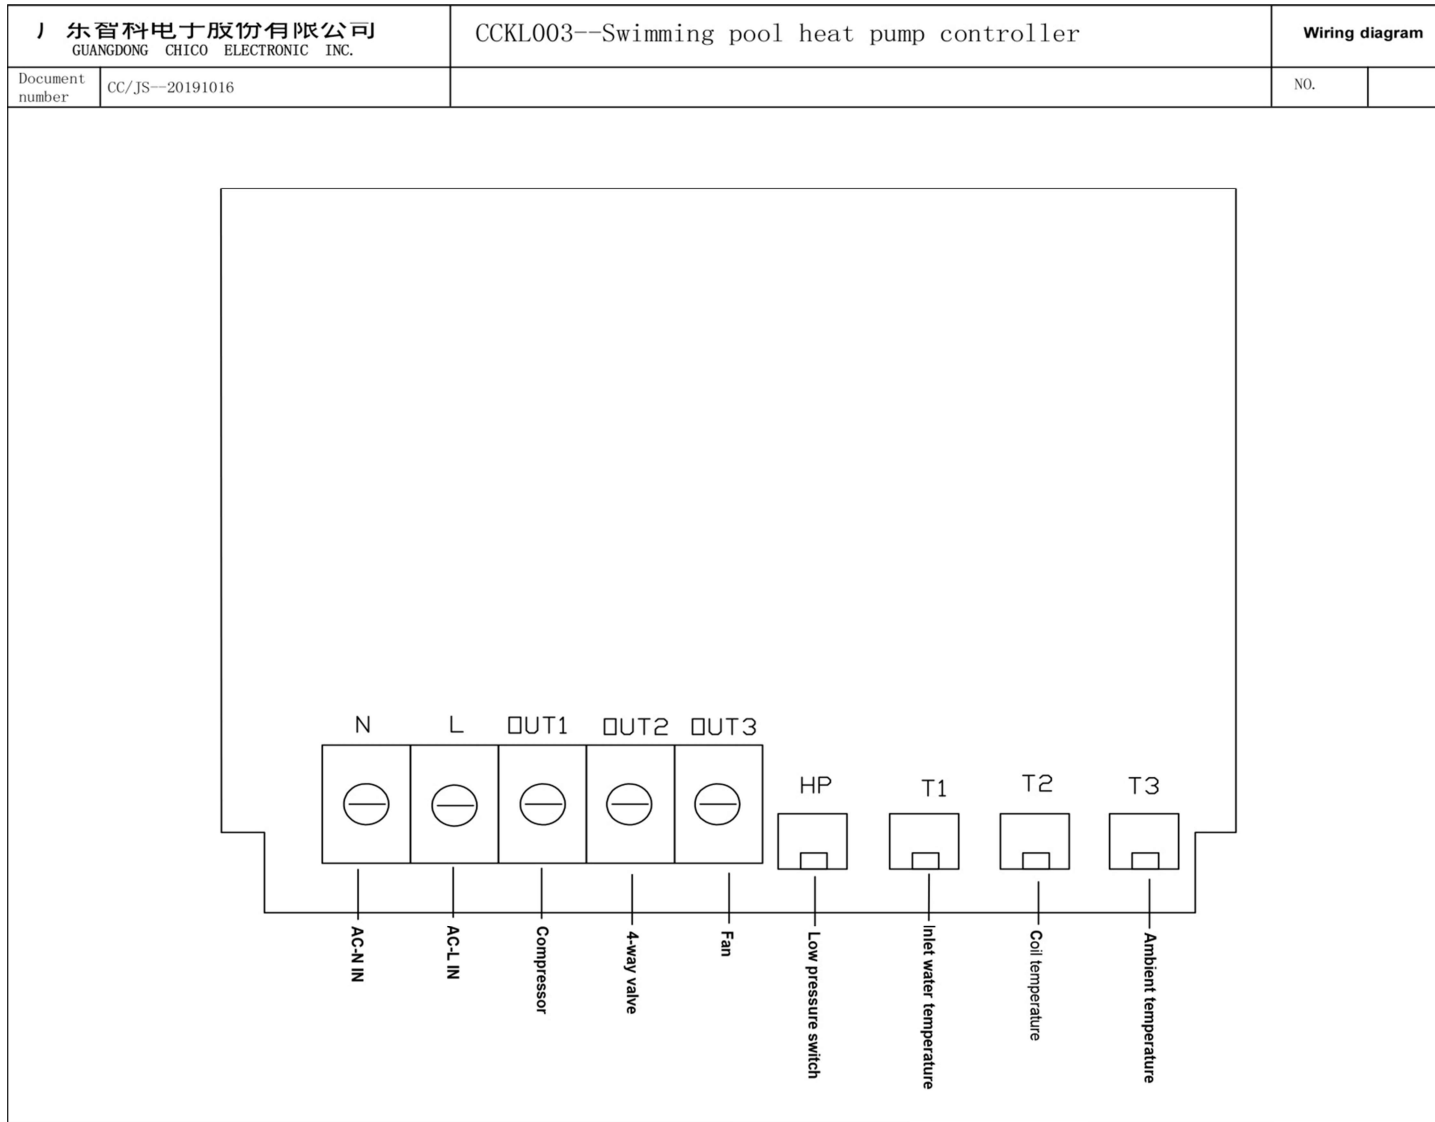 广东智科电子股份有限公司
GUANGDONG CHICO ELECTRONIC INC.
CCKL003--Swimming pool heat pump controller
Wiring diagram
Document
number
CC/JS--20191016
NO.
N
L
OUT1
OUT2
OUT3
HP
T1
T2
T3
AC-N IN
AC-L IN
Compressor
4-way valve
Fan
Low pressure switch
Inlet water temperature
Coil temperature
Ambient temperature